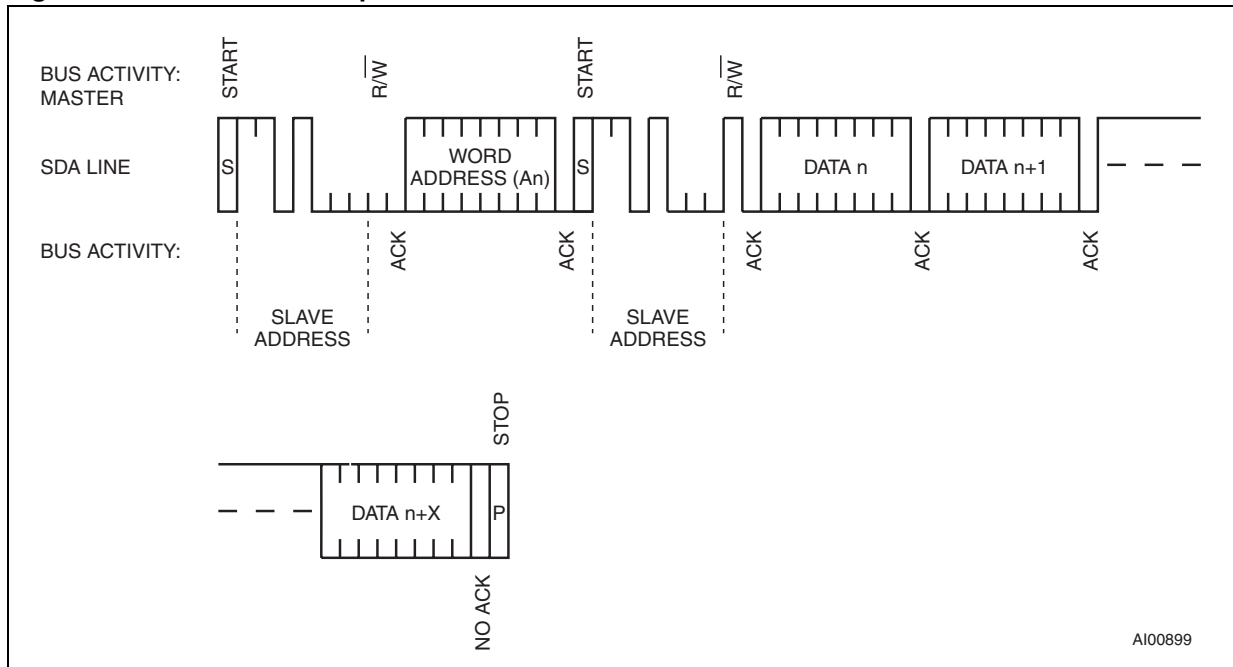 BUS ACTIVITY:
MASTER
START
R/W
START
R/W
SDA LINE
S
WORD
ADDRESS (An)
S
DATA n
DATA n+1
BUS ACTIVITY:
ACK
ACK
ACK
ACK
ACK
SLAVE
ADDRESS
SLAVE
ADDRESS
STOP
DATA n+X
P
NO ACK
AI00899